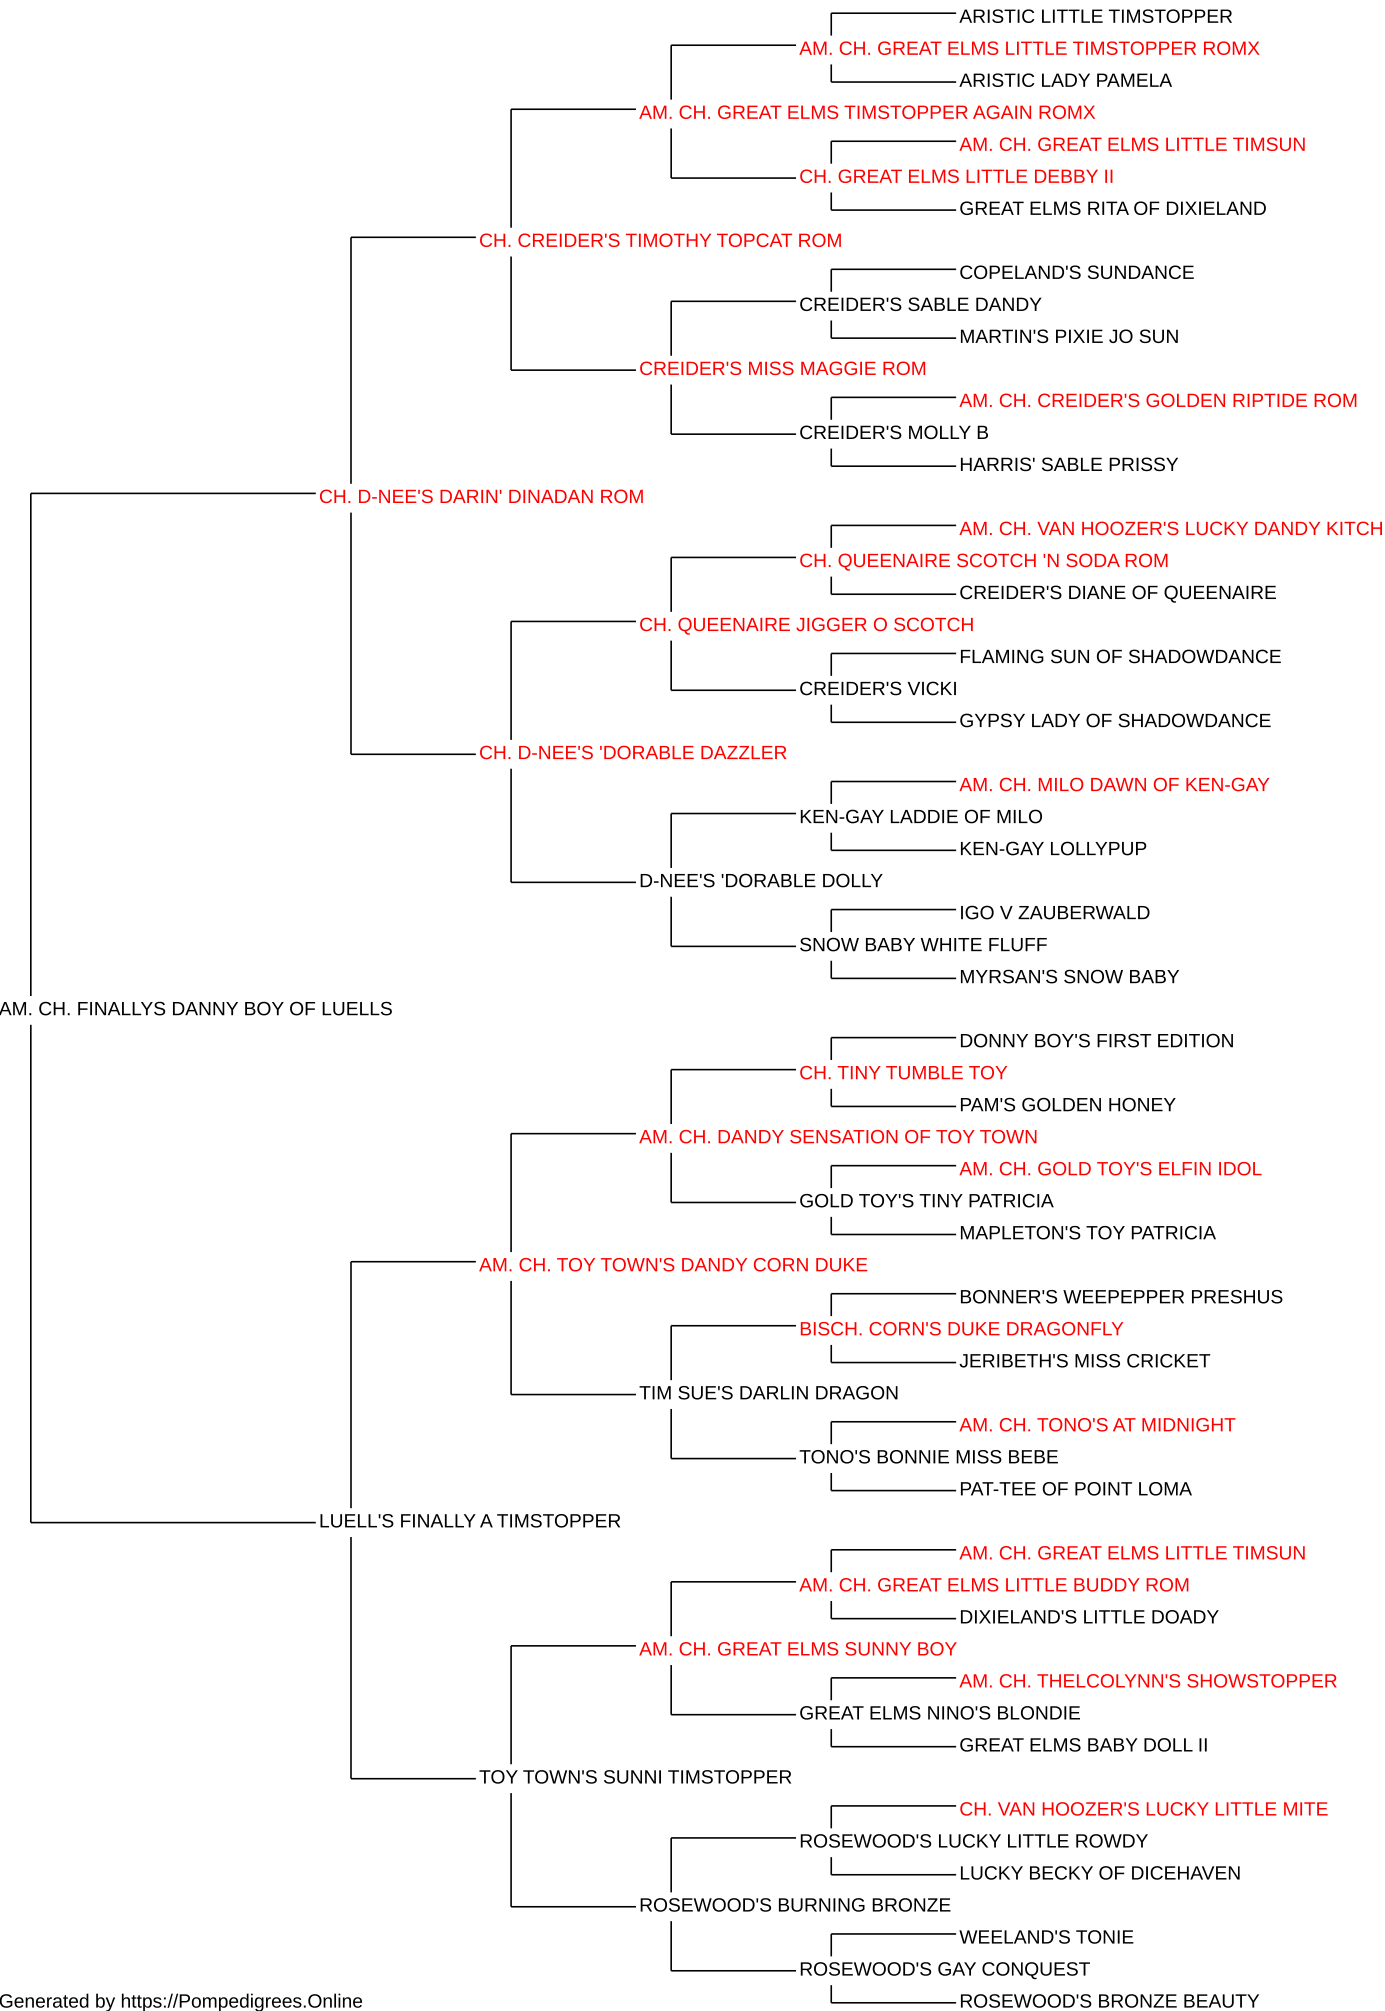 ARISTIC LITTLE TIMSTOPPER
AM. CH. GREAT ELMS LITTLE TIMSTOPPER ROMX
ARISTIC LADY PAMELA
AM. CH. GREAT ELMS TIMSTOPPER AGAIN ROMX
AM. CH. GREAT ELMS LITTLE TIMSUN
CH. GREAT ELMS LITTLE DEBBY II
GREAT ELMS RITA OF DIXIELAND
CH. CREIDER'S TIMOTHY TOPCAT ROM
COPELAND'S SUNDANCE
CREIDER'S SABLE DANDY
MARTIN'S PIXIE JO SUN
CREIDER'S MISS MAGGIE ROM
AM. CH. CREIDER'S GOLDEN RIPTIDE ROM
CREIDER'S MOLLY B
HARRIS' SABLE PRISSY
CH. D-NEE'S DARIN' DINADAN ROM
AM. CH. VAN HOOZER'S LUCKY DANDY KITCH
CH. QUEENAIRE SCOTCH 'N SODA ROM
CREIDER'S DIANE OF QUEENAIRE
CH. QUEENAIRE JIGGER O SCOTCH
FLAMING SUN OF SHADOWDANCE
CREIDER'S VICKI
GYPSY LADY OF SHADOWDANCE
CH. D-NEE'S 'DORABLE DAZZLER
AM. CH. MILO DAWN OF KEN-GAY
KEN-GAY LADDIE OF MILO
KEN-GAY LOLLYPUP
D-NEE'S 'DORABLE DOLLY
IGO V ZAUBERWALD
SNOW BABY WHITE FLUFF
MYRSAN'S SNOW BABY
AM. CH. FINALLYS DANNY BOY OF LUELLS
DONNY BOY'S FIRST EDITION
CH. TINY TUMBLE TOY
PAM'S GOLDEN HONEY
AM. CH. DANDY SENSATION OF TOY TOWN
AM. CH. GOLD TOY'S ELFIN IDOL
GOLD TOY'S TINY PATRICIA
MAPLETON'S TOY PATRICIA
AM. CH. TOY TOWN'S DANDY CORN DUKE
BONNER'S WEEPEPPER PRESHUS
BISCH. CORN'S DUKE DRAGONFLY
JERIBETH'S MISS CRICKET
TIM SUE'S DARLIN DRAGON
AM. CH. TONO'S AT MIDNIGHT
TONO'S BONNIE MISS BEBE
PAT-TEE OF POINT LOMA
LUELL'S FINALLY A TIMSTOPPER
AM. CH. GREAT ELMS LITTLE TIMSUN
AM. CH. GREAT ELMS LITTLE BUDDY ROM
DIXIELAND'S LITTLE DOADY
AM. CH. GREAT ELMS SUNNY BOY
AM. CH. THELCOLYNN'S SHOWSTOPPER
GREAT ELMS NINO'S BLONDIE
GREAT ELMS BABY DOLL II
TOY TOWN'S SUNNI TIMSTOPPER
CH. VAN HOOZER'S LUCKY LITTLE MITE
ROSEWOOD'S LUCKY LITTLE ROWDY
LUCKY BECKY OF DICEHAVEN
ROSEWOOD'S BURNING BRONZE
WEELAND'S TONIE
ROSEWOOD'S GAY CONQUEST
ROSEWOOD'S BRONZE BEAUTY
Generated by https://Pompedigrees.Online